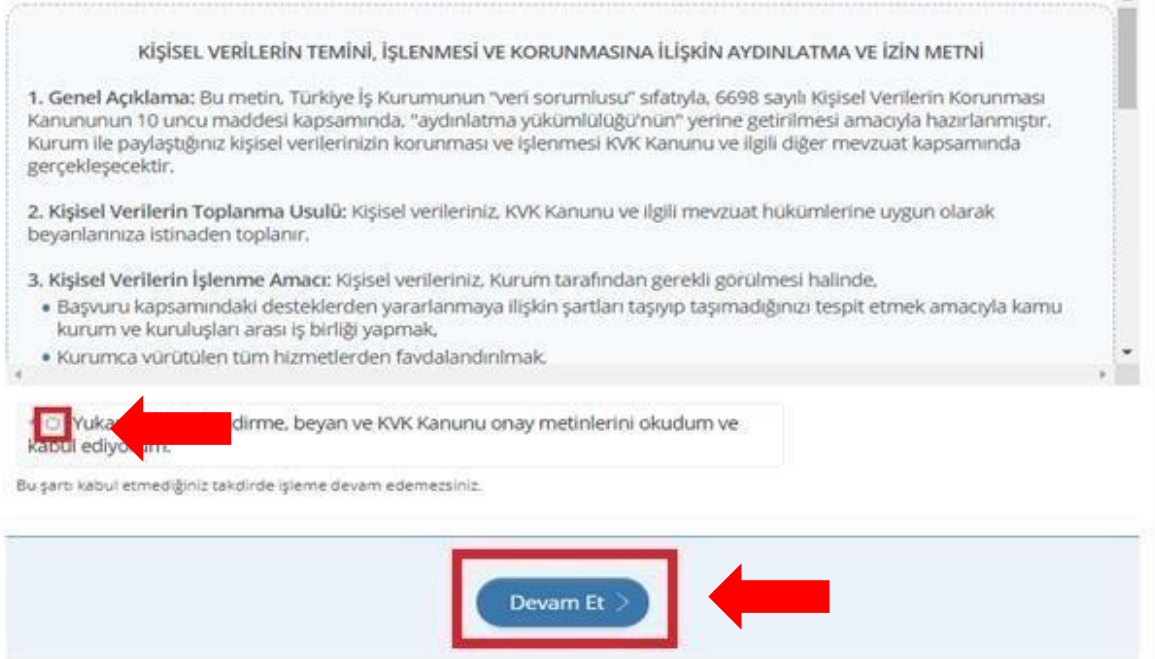 KİŞİSEL VERİLERİN TEMİNİ, İŞLENMESİ VE KORUNMASINA İLİŞKİN AYDINLATMA VE İZİN METNİ
1. Genel Açıklama: Bu metin, Türkiye İş Kurumunun "veri sorumlusu" sıfatıyla, 6698 sayılı Kişisel Verilerin Korunması
Kanununun 10 uncu maddesi kapsamında, "aydınlatma yükümlülüğü'nün" yerine getirilmesi amacıyla hazırlanmıştır.
Kurum ile paylaştığınız kişisel verilerinizin korunması ve işlenmesi KVK Kanunu ve ilgili diğer mevzuat kapsamında
gerçekleşecektir.
2. Kişisel Verilerin Toplanma Usulü: Kişisel verileriniz, KVK Kanunu ve ilgili mevzuat hükümlerine uygun olarak
beyanlarınıza istinaden toplanır.
3. Kişisel Verilerin İşlenme Amacı: Kişisel verileriniz, Kurum tarafından gerekli görülmesi halinde,
• Başvuru kapsamındaki desteklerden yararlanmaya ilişkin şartları taşıyıp taşımadığınızı tespit etmek amacıyla kamu
kurum ve kuruluşları arası iş birliği yapmak,
• Kurumca yürütülen tüm hizmetlerden faydalandırılmak.
dirme, beyan ve KVK Kanunu onay metinlerini okudum ve
kabul
Bu şartı kabul etmediğiniz takdirde işleme devam edemezsiniz.
Devam Et >